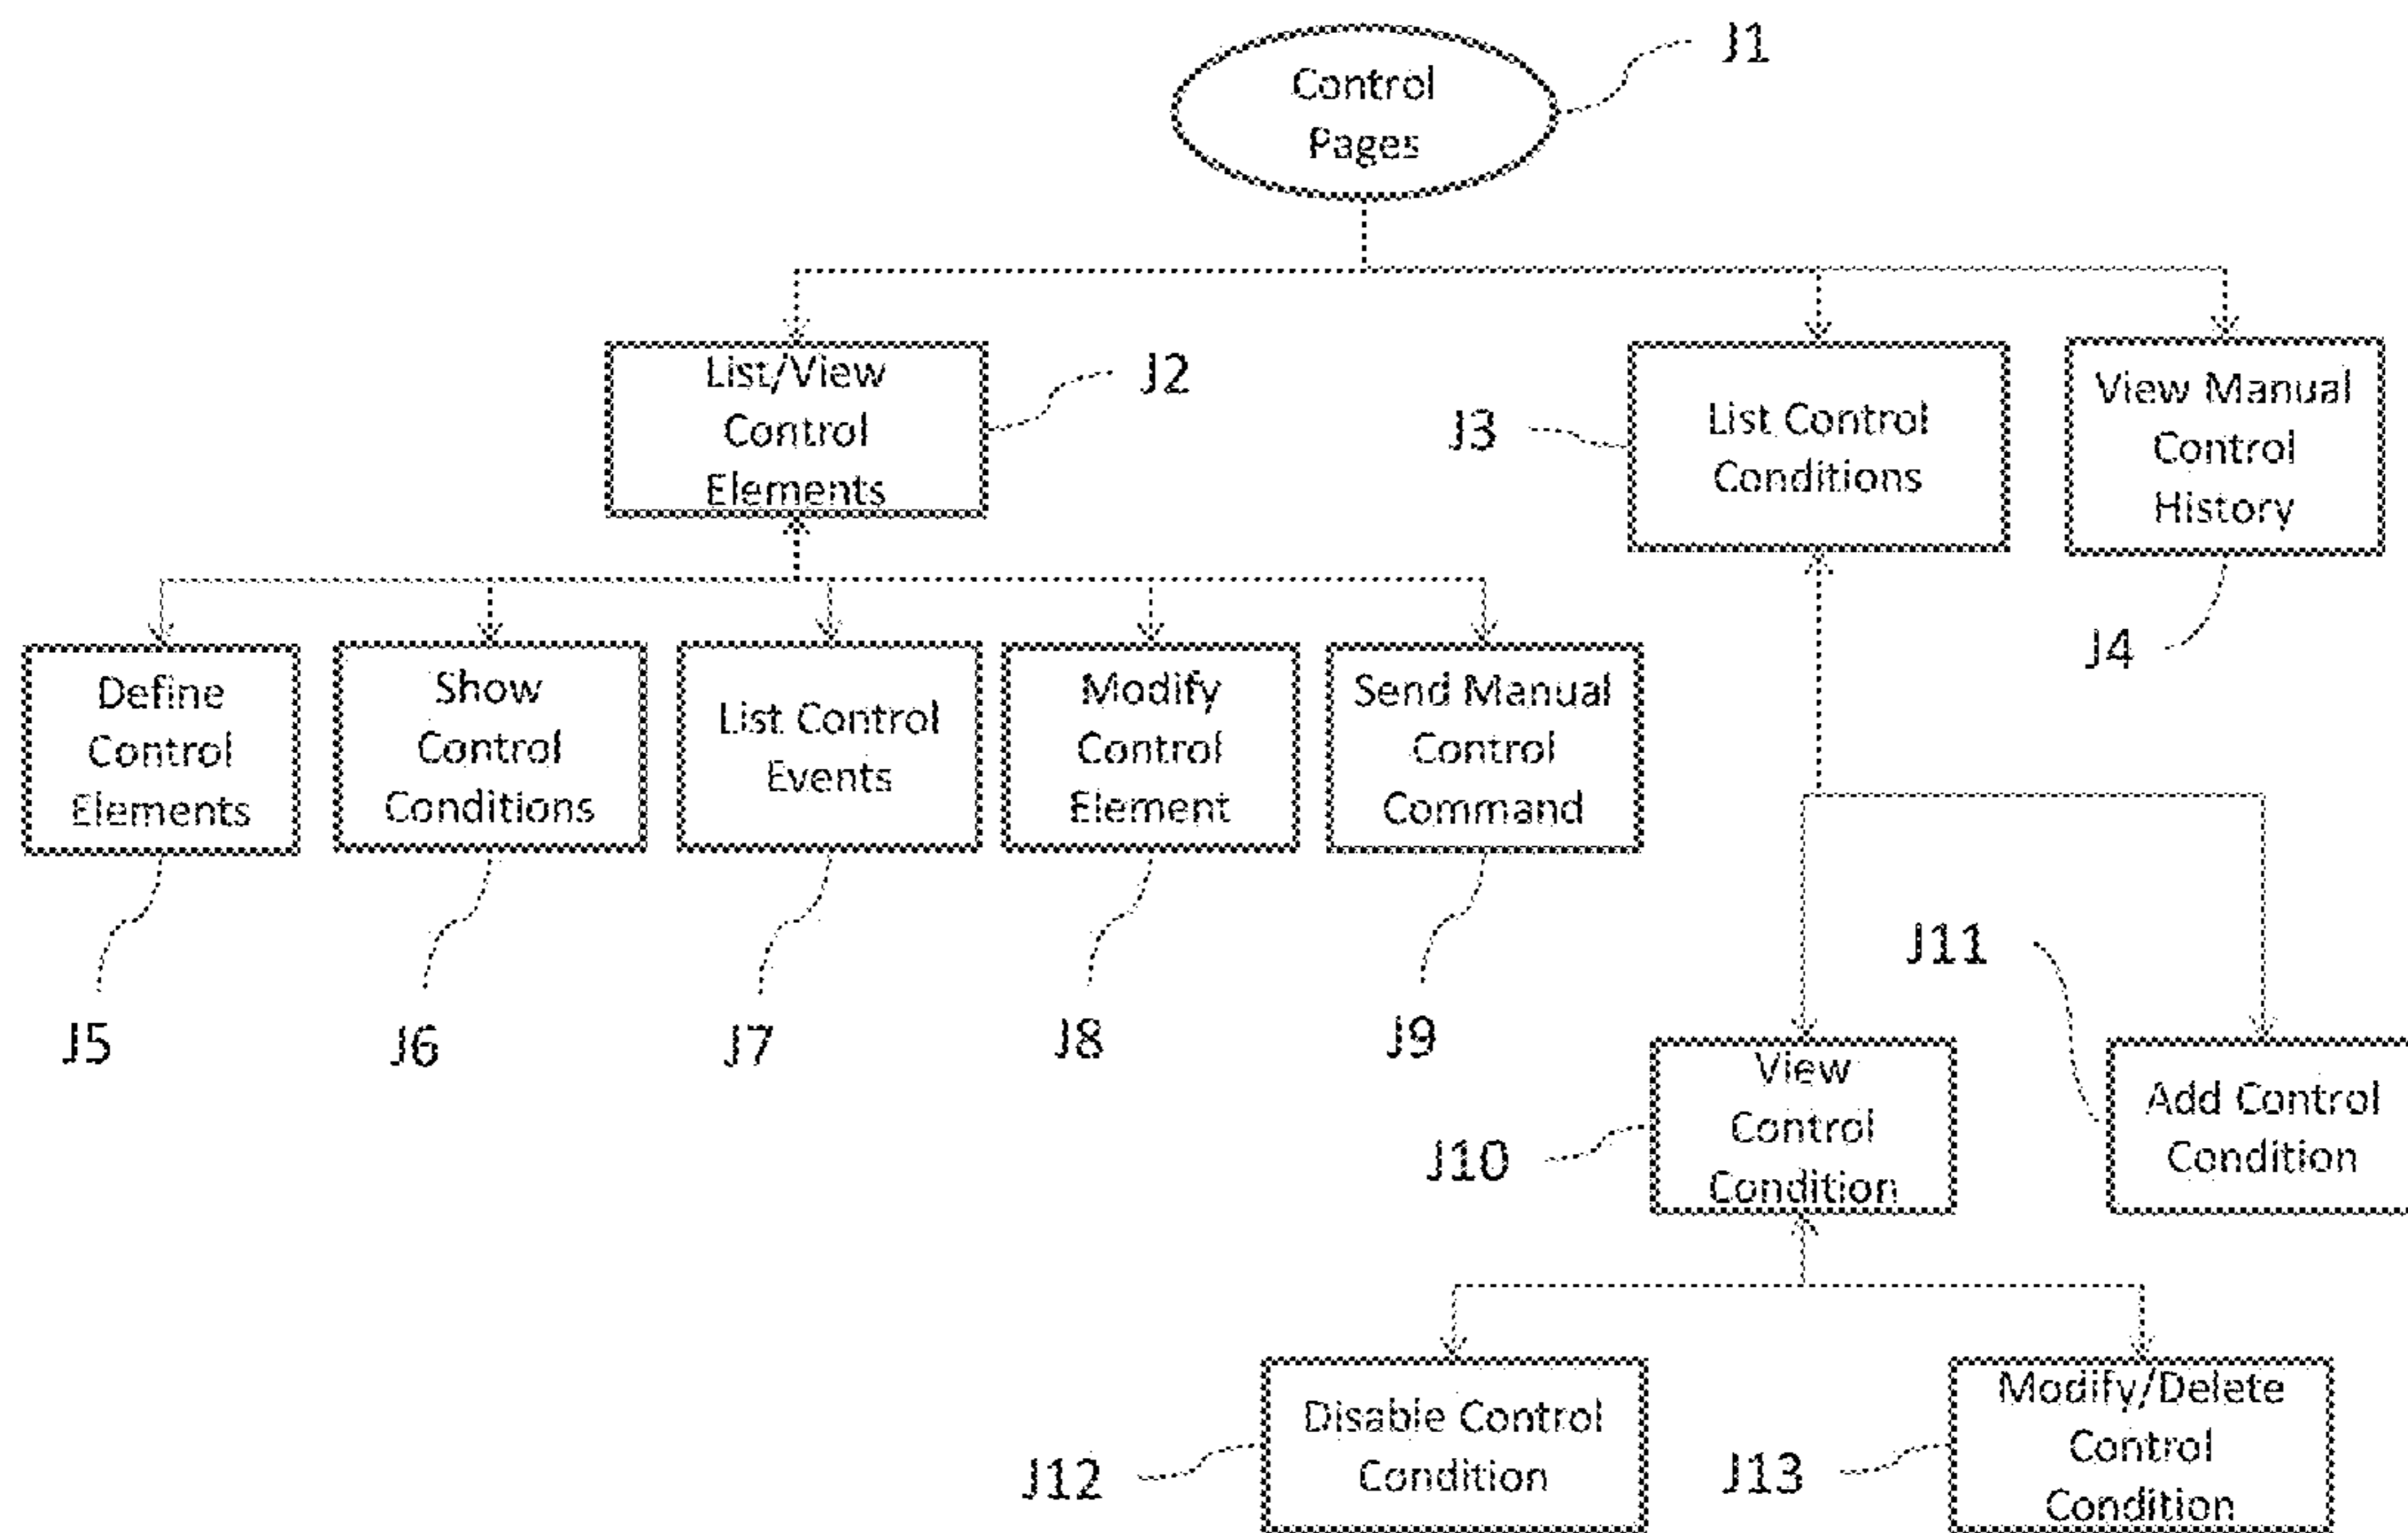 Control
Pages
J1
List/View
Control
Elements
J2
J3
List Control
Conditions
View Manual
Control
History
J4
Define
Control
Elements
Show
Control
Conditions
List Control
Events
Modify
Control
Element
Send Manual
Control
Command
J5
J6
J7
J8
J9
J11
View
Control
Condition
J10
Add Control
Condition
Disable Control
Condition
J12
Modify/Delete
Control
Condition
J13